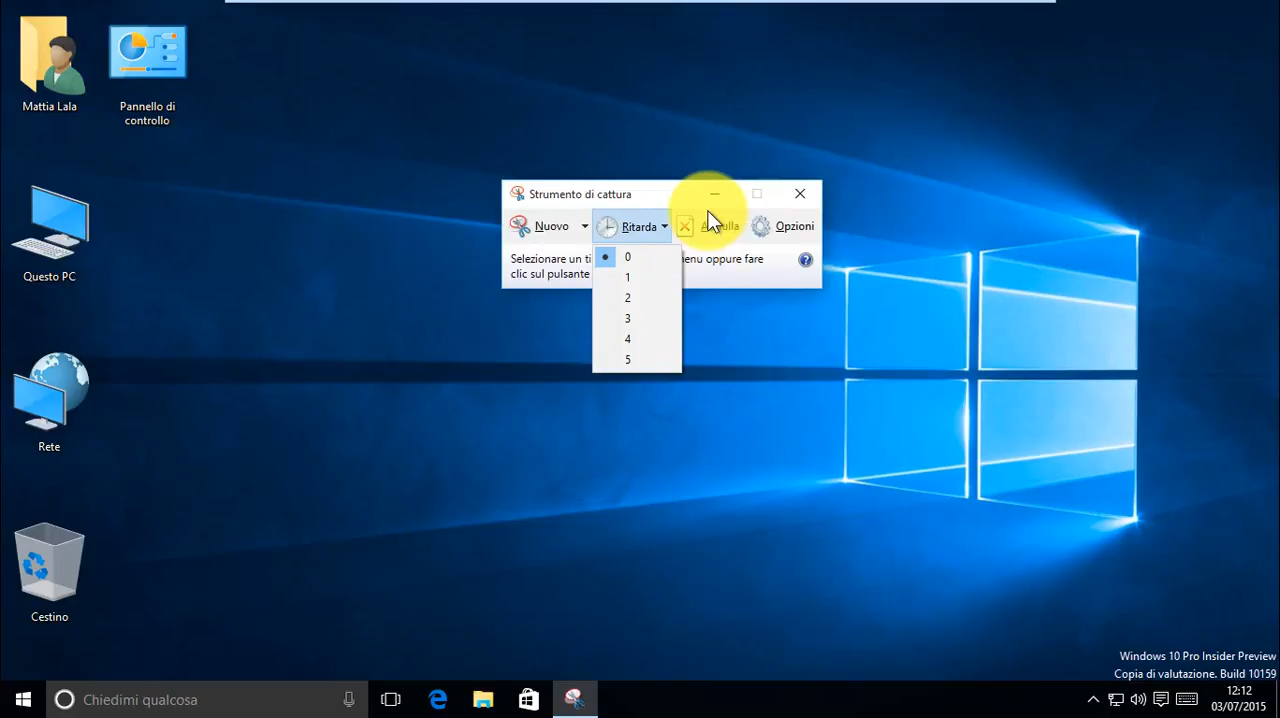 Mattia Lala
Pannello di
controllo
Questo PC
Rete
Cestino
Strumento di cattura
Nuovo
Ritarda
Opzioni
Selezionare un
clic sul pulsante
oppure fare
0
1
2
3
4
5
Windows 10 Pro Insider Preview
Copia di valutazione. Build 10159
Chiedimi qualcosa
12:12
03/07/2015